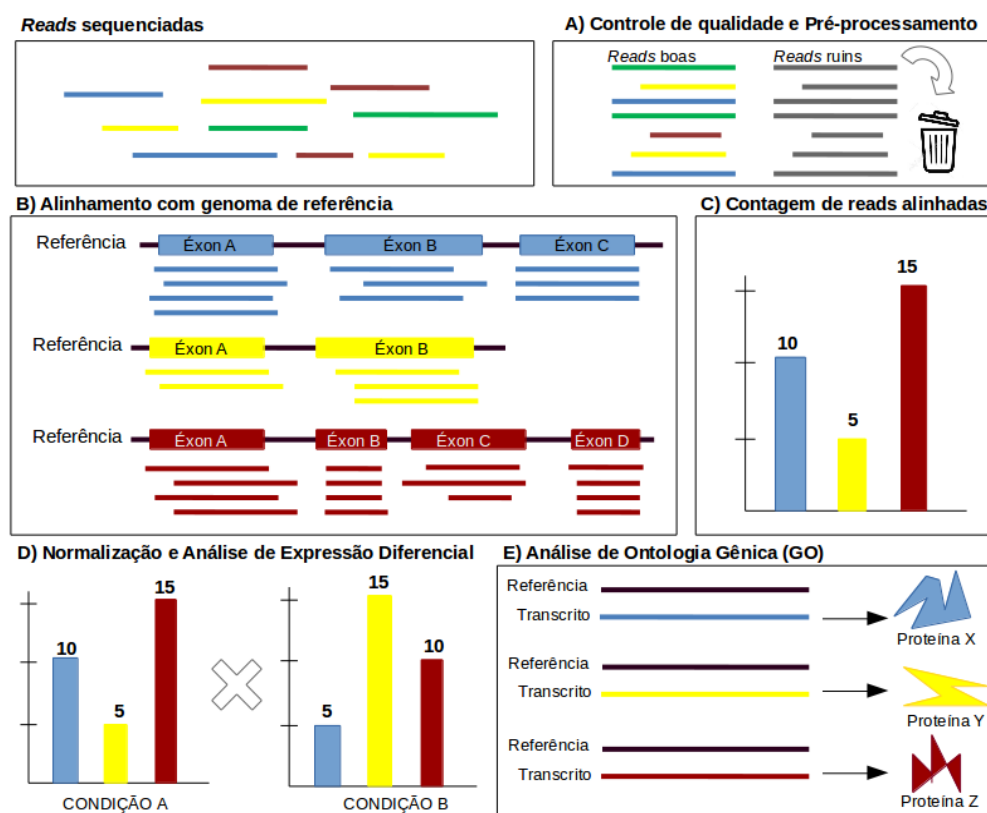 Reads sequenciadas
A) Controle de qualidade e Pré-processamento
Reads boas
Reads ruins
B) Alinhamento com genoma de referência
Referência
Éxon A
Éxon B
Éxon C
Referência
Éxon A
Éxon B
Referência
Éxon A
Éxon B
Éxon C
Éxon D
C) Contagem de reads alinhadas
10
5
15
D) Normalização e Análise de Expressão Diferencial
10
5
15
CONDIÇÃO A
5
15
10
CONDIÇÃO B
E) Análise de Ontologia Gênica (GO)
Referência
Transcrito
Proteína X
Referência
Transcrito
Proteína Y
Referência
Transcrito
Proteína Z